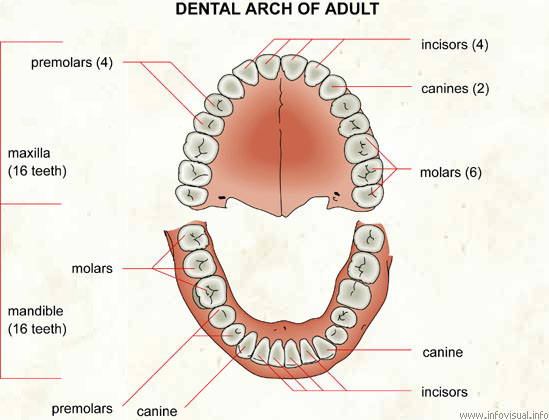 DENTAL ARCH OF ADULT
incisors (4)
premolars (4)
canines (2)
maxilla
(16 teeth)
molars (6)
molars
mandible
(16 teeth)
canine
incisors
premolars
canine
© www.infovisual.info